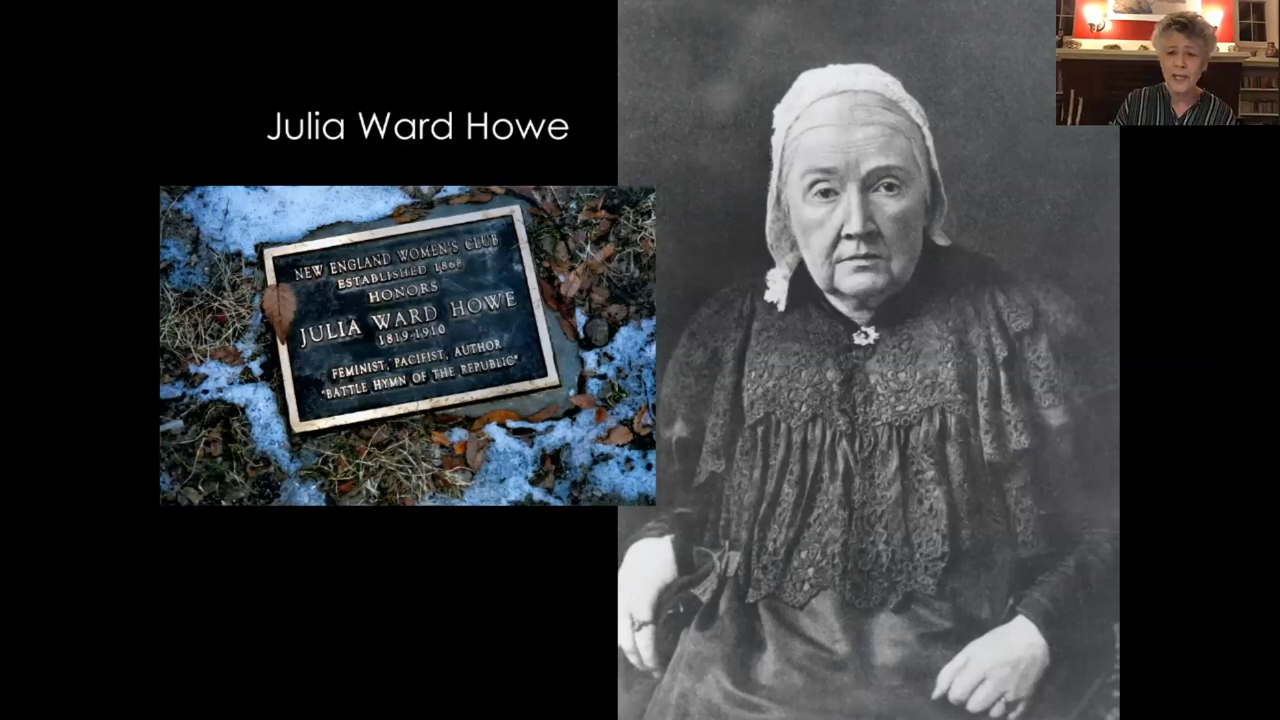 Julia Ward Howe
NEW ENGLAND WOMEN'S CLUB
ESTABLISHED 1868
HONORS
JULIA WARD HOWE
1819-1910
FEMINIST, PACIFIST, AUTHOR
"BATTLE HYMN OF THE REPUBLIC"